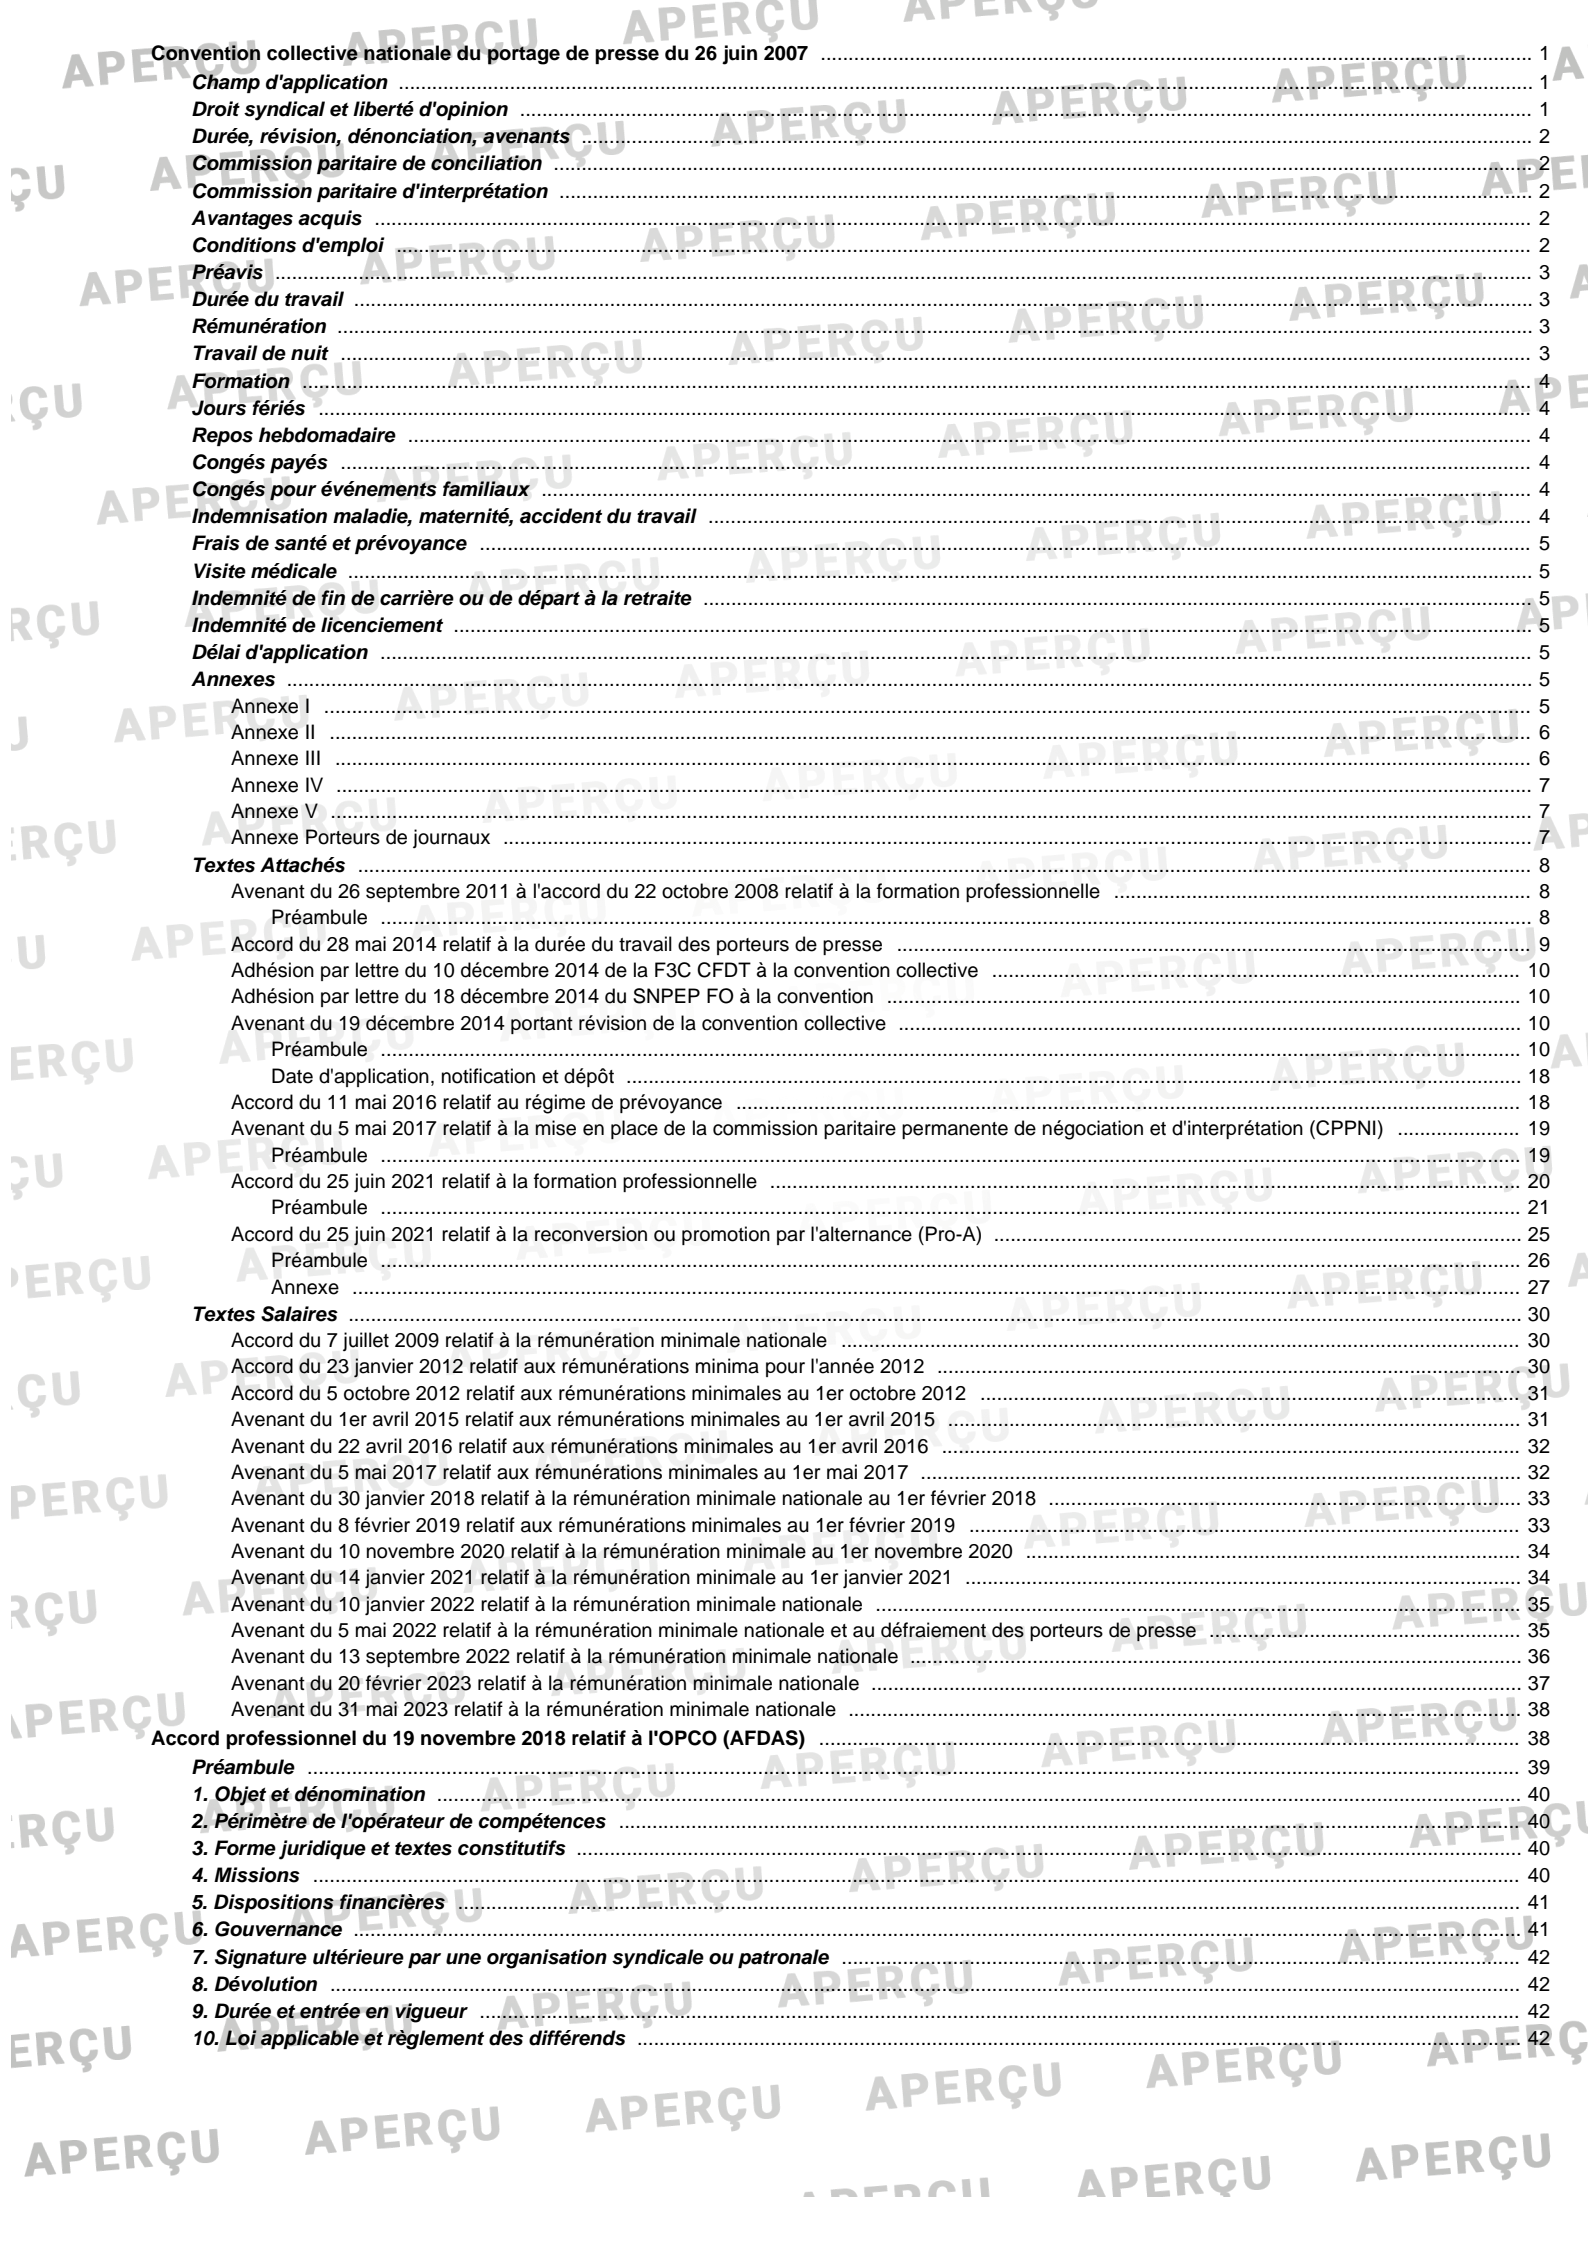 Convention collective nationale du portage de presse du 26 juin 2007 ........ 1
Champ d'application ........ 1
Droit syndical et liberté d'opinion ........ 1
Durée, révision, dénonciation, avenants ........ 2
Commission paritaire de conciliation ........ 2
Commission paritaire d'interprétation ........ 2
Avantages acquis ........ 2
Conditions d'emploi ........ 2
Préavis ........ 3
Durée du travail ........ 3
Rémunération ........ 3
Travail de nuit ........ 3
Formation ........ 4
Jours fériés ........ 4
Repos hebdomadaire ........ 4
Congés payés ........ 4
Congés pour événements familiaux ........ 4
Indemnisation maladie, maternité, accident du travail ........ 4
Frais de santé et prévoyance ........ 5
Visite médicale ........ 5
Indemnité de fin de carrière ou de départ à la retraite ........ 5
Indemnité de licenciement ........ 5
Délai d'application ........ 5
Annexes ........ 5
Annexe I ........ 5
Annexe II ........ 6
Annexe III ........ 6
Annexe IV ........ 7
Annexe V ........ 7
Annexe Porteurs de journaux ........ 7
Textes Attachés ........ 8
Avenant du 26 septembre 2011 à l'accord du 22 octobre 2008 relatif à la formation professionnelle ........ 8
Préambule ........ 8
Accord du 28 mai 2014 relatif à la durée du travail des porteurs de presse ........ 9
Adhésion par lettre du 10 décembre 2014 de la F3C CFDT à la convention collective ........ 10
Adhésion par lettre du 18 décembre 2014 du SNPEP FO à la convention ........ 10
Avenant du 19 décembre 2014 portant révision de la convention collective ........ 10
Préambule ........ 10
Date d'application, notification et dépôt ........ 18
Accord du 11 mai 2016 relatif au régime de prévoyance ........ 18
Avenant du 5 mai 2017 relatif à la mise en place de la commission paritaire permanente de négociation et d'interprétation (CPPNI) ........ 19
Préambule ........ 19
Accord du 25 juin 2021 relatif à la formation professionnelle ........ 20
Préambule ........ 21
Accord du 25 juin 2021 relatif à la reconversion ou promotion par l'alternance (Pro-A) ........ 25
Préambule ........ 26
Annexe ........ 27
Textes Salaires ........ 30
Accord du 7 juillet 2009 relatif à la rémunération minimale nationale ........ 30
Accord du 23 janvier 2012 relatif aux rémunérations minima pour l'année 2012 ........ 30
Accord du 5 octobre 2012 relatif aux rémunérations minimales au 1er octobre 2012 ........ 31
Avenant du 1er avril 2015 relatif aux rémunérations minimales au 1er avril 2015 ........ 31
Avenant du 22 avril 2016 relatif aux rémunérations minimales au 1er avril 2016 ........ 32
Avenant du 5 mai 2017 relatif aux rémunérations minimales au 1er mai 2017 ........ 32
Avenant du 30 janvier 2018 relatif à la rémunération minimale nationale au 1er février 2018 ........ 33
Avenant du 8 février 2019 relatif aux rémunérations minimales au 1er février 2019 ........ 33
Avenant du 10 novembre 2020 relatif à la rémunération minimale au 1er novembre 2020 ........ 34
Avenant du 14 janvier 2021 relatif à la rémunération minimale au 1er janvier 2021 ........ 34
Avenant du 10 janvier 2022 relatif à la rémunération minimale nationale ........ 35
Avenant du 5 mai 2022 relatif à la rémunération minimale nationale et au défraiement des porteurs de presse ........ 35
Avenant du 13 septembre 2022 relatif à la rémunération minimale nationale ........ 36
Avenant du 20 février 2023 relatif à la rémunération minimale nationale ........ 37
Avenant du 31 mai 2023 relatif à la rémunération minimale nationale ........ 38
Accord professionnel du 19 novembre 2018 relatif à l'OPCO (AFDAS) ........ 38
Préambule ........ 39
1. Objet et dénomination ........ 40
2. Périmètre de l'opérateur de compétences ........ 40
3. Forme juridique et textes constitutifs ........ 40
4. Missions ........ 40
5. Dispositions financières ........ 41
6. Gouvernance ........ 41
7. Signature ultérieure par une organisation syndicale ou patronale ........ 42
8. Dévolution ........ 42
9. Durée et entrée en vigueur ........ 42
10. Loi applicable et règlement des différends ........ 42
APERÇU